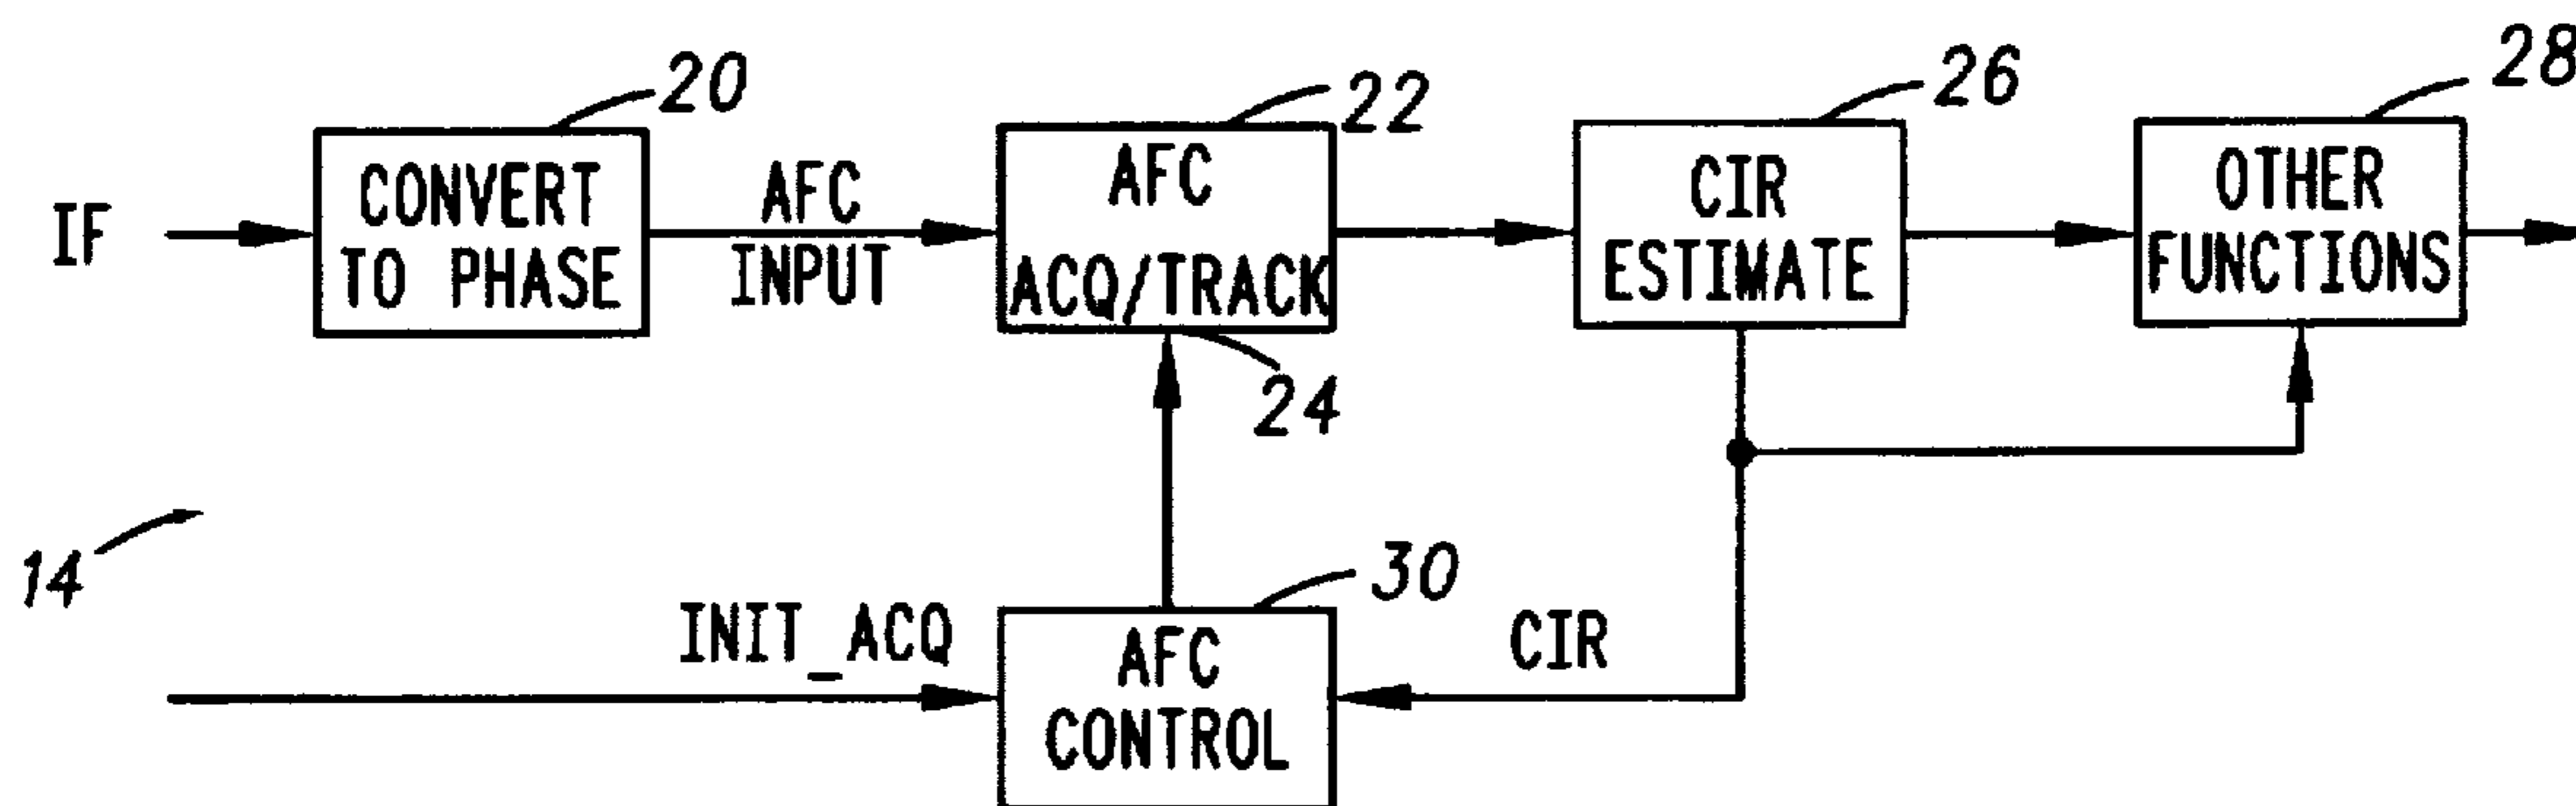 20
22
26
28
IF
CONVERT
TO PHASE
AFC
INPUT
AFC
ACQ/TRACK
CIR
ESTIMATE
OTHER
FUNCTIONS
24
14
30
INIT_ACQ
AFC
CONTROL
CIR